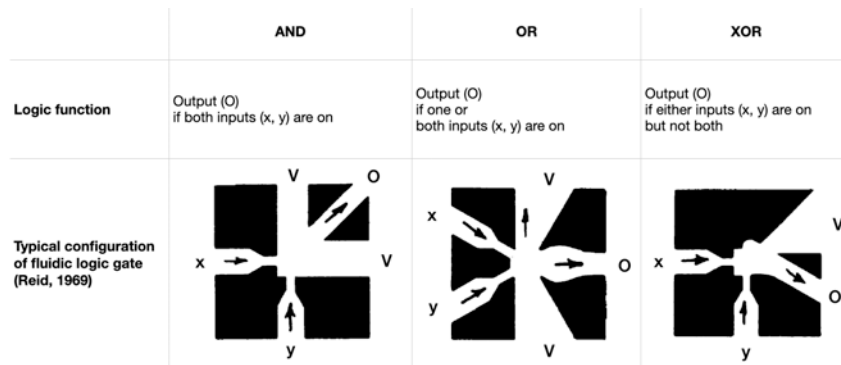 AND OR XOR
Logic function
Output (O)
if both inputs (x, y) are on
Output (O)
if one or
both inputs (x, y) are on
Output (O)
if either inputs (x, y) are on
but not both
Typical configuration
of fluidic logic gate
(Reid, 1969)
V O
x V
y
V
x
O
y
V
V
x
O
y